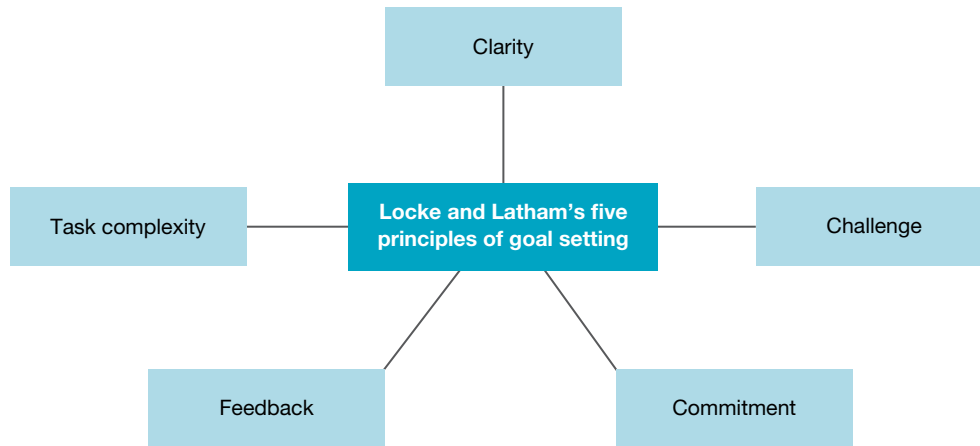 Clarity
Task complexity
Locke and Latham’s five
principles of goal setting
Challenge
Feedback
Commitment